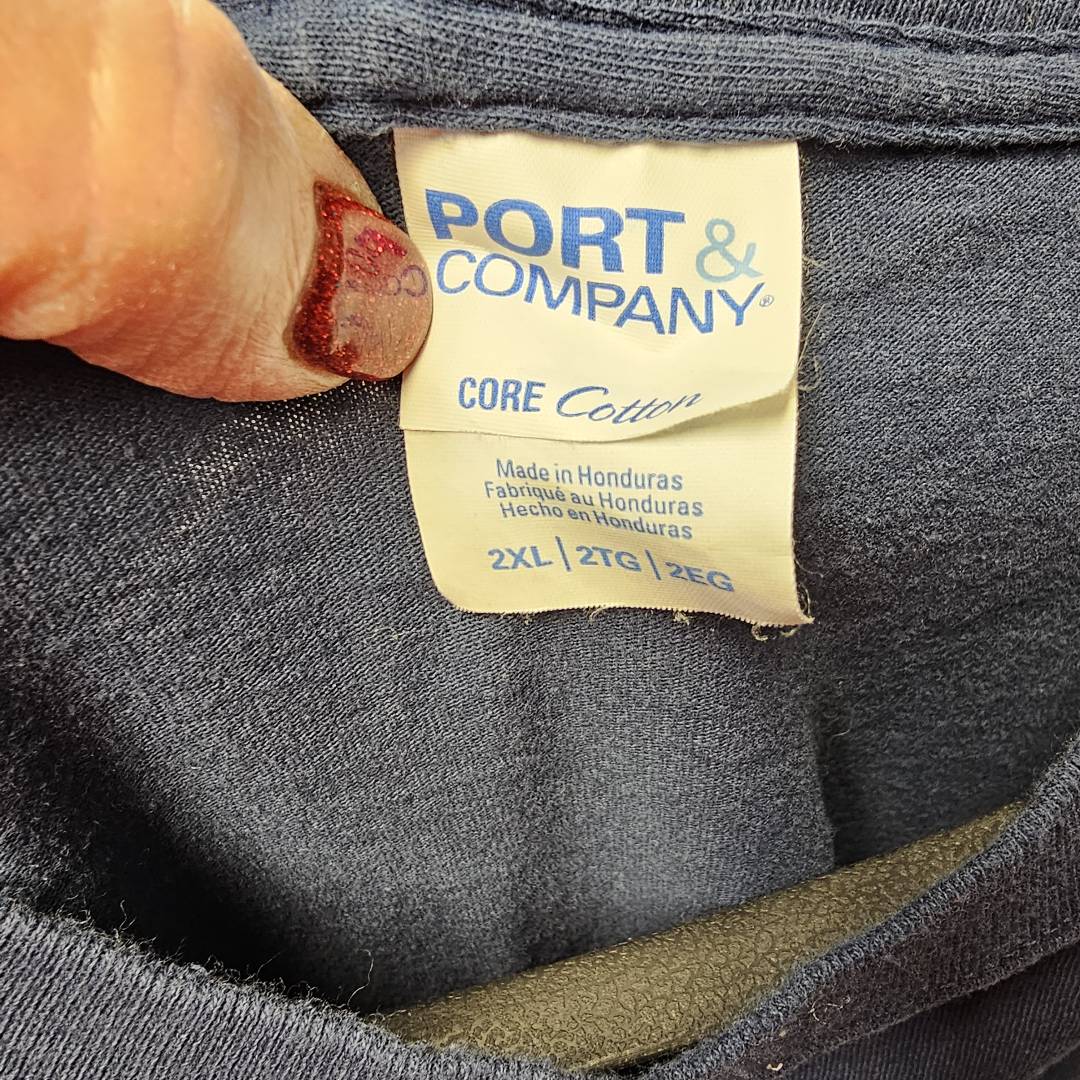 PORT &
COMPANY®
CORE Cotton
Made in Honduras
Fabriqué au Honduras
Hecho en Honduras
2XL | 2TG | 2EG